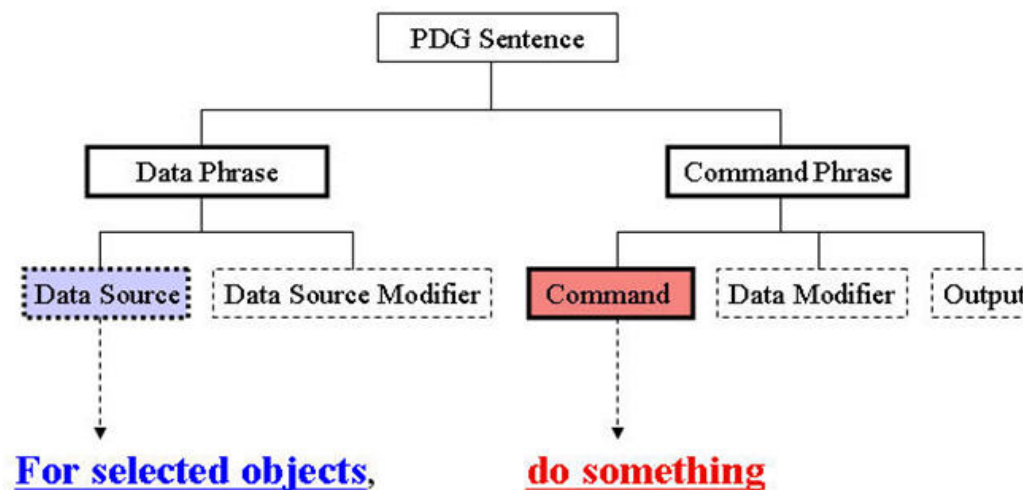 PDG Sentence
Data Phrase
Command Phrase
Data Source
Data Source Modifier
Command
Data Modifier
Output
For selected objects,
do something